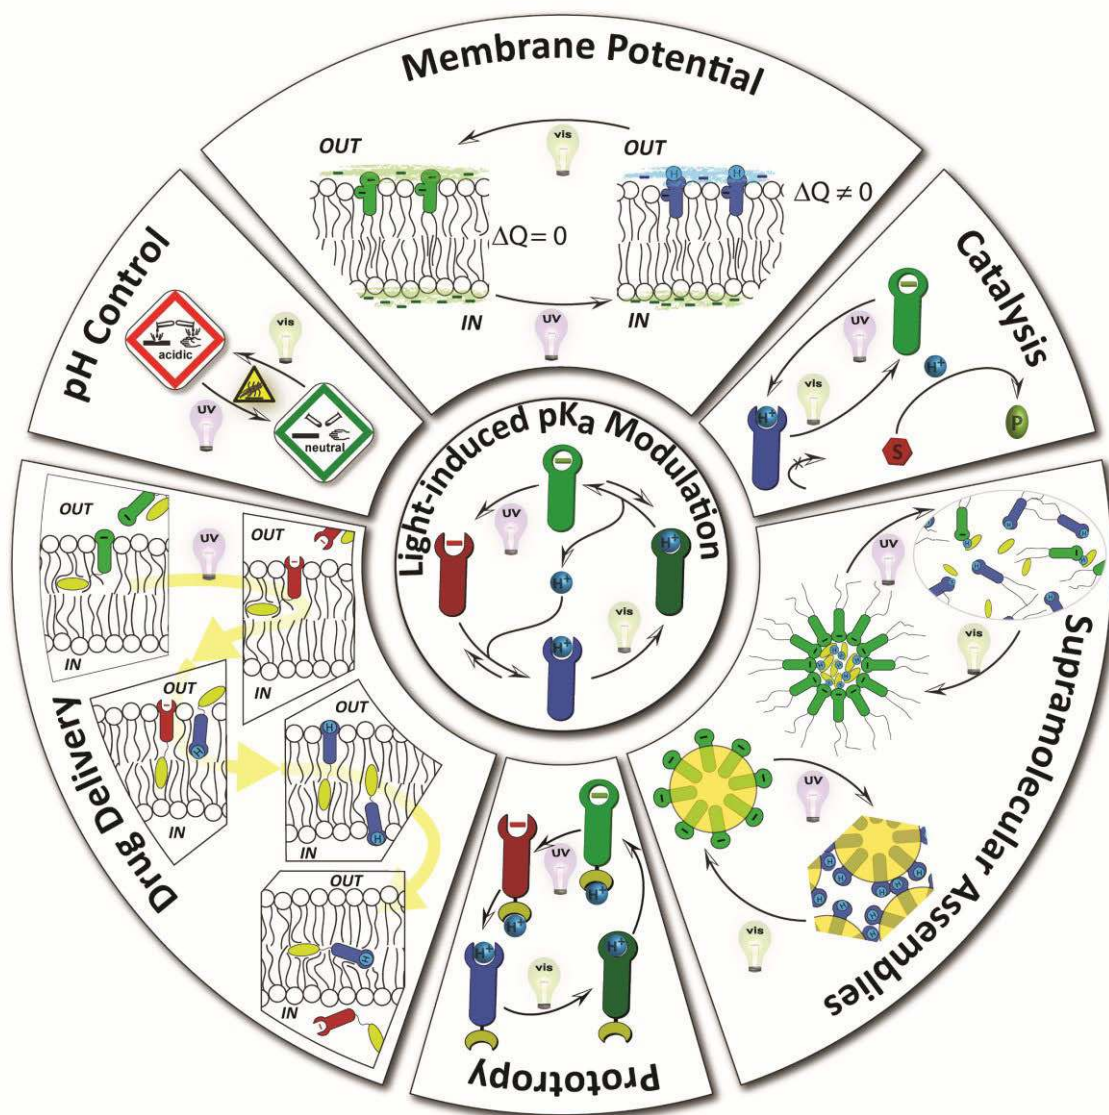 Membrane Potential
vis
OUT
OUT
ΔQ ≠ 0
ΔQ = 0
IN
IN
UV
H
H
Catalysis
UV
vis
H+
H+
S
P
pH Control
acidic
vis
UV
neutral
Light-induced pKa Modulation
UV
H+
H+
vis
H+
Supramolecular Assemblies
UV
vis
UV
vis
Drug Delivery
OUT
UV
OUT
IN
IN
OUT
H
IN
OUT
H
H
IN
OUT
H
IN
Prototropy
UV
H+
H+
H+
vis
H+